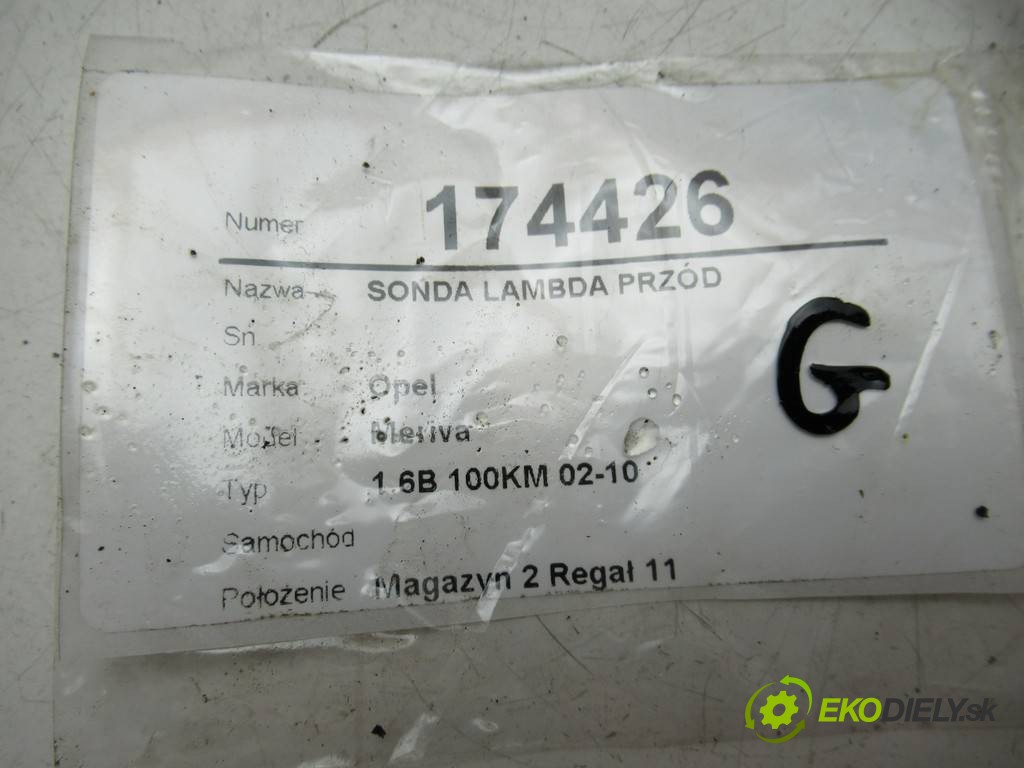 Numer 174426
Nazwa SONDA LAMBDA PRZÓD
Sn
Marka Opel
Model Meriva
Typ 1.6B 100KM 02-10
Samochód
Położenie Magazyn 2 Regał 11
G
EKODIELY.sk